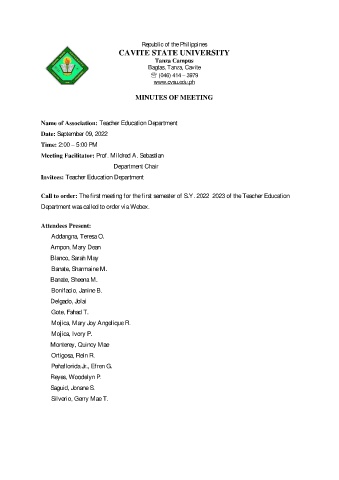 Republic of the Philippines
CAVITE STATE UNIVERSITY
Tanza Campus
Bagtas, Tanza, Cavite
☏ (046) 414 – 3979
www.cvsu.edu.ph
MINUTES OF MEETING
Name of Association: Teacher Education Department
Date: September 09, 2022
Time: 2:00 – 5:00 PM
Meeting Facilitator: Prof. Mildred A. Sebastian
Department Chair
Invitees: Teacher Education Department
Call to order: The first meeting for the first semester of S.Y. 2022 2023 of the Teacher Education
Department was called to order via Webex.
Attendees Present:
Addangna, Teresa O.
Ampon, Mary Dean
Blanco, Sarah May
Banate, Sharmaine M.
Banate, Sheena M.
Bonifacio, Janine B.
Delgado, Jolai
Gote, Fahad T.
Mojica, Mary Joy Angelique R.
Mojica, Ivory P.
Monterey, Quincy Mae
Ortigosa, Rein R.
Peñaflorida Jr., Efren G.
Reyes, Woodelyn P.
Saguid, Jonane S.
Silverio, Gerry Mae T.